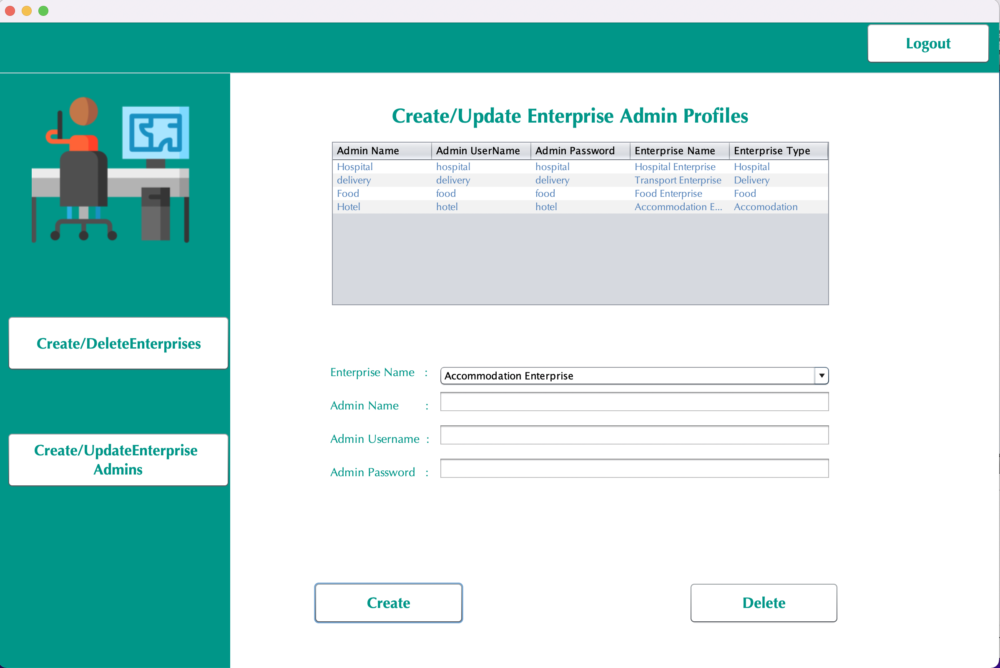 Logout
Create/Update Enterprise Admin Profiles
Admin Name Admin UserName Admin Password Enterprise Name Enterprise Type
Hospital hospital hospital Hospital Enterprise Hospital
delivery delivery delivery Transport Enterprise Delivery
Food food food Food Enterprise Food
Hotel hotel hotel Accommodation E... Accomodation
Create/DeleteEnterprises
Create/UpdateEnterprise
Admins
Enterprise Name : Accommodation Enterprise
Admin Name :
Admin Username :
Admin Password :
Create
Delete